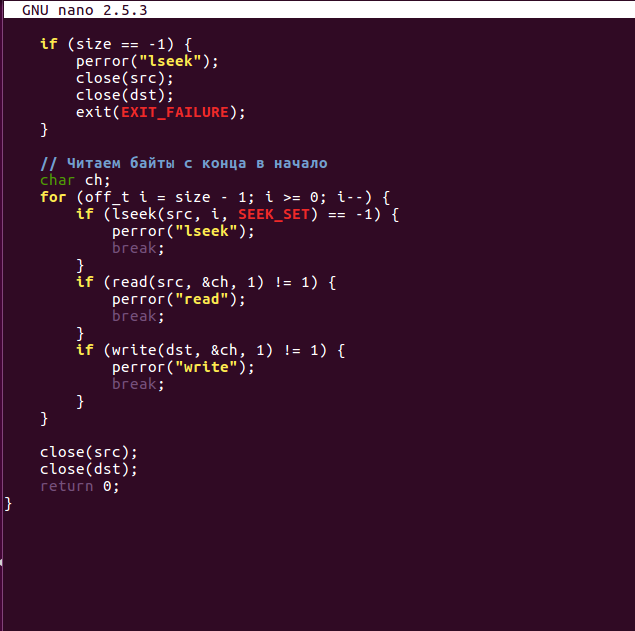 GNU nano 2.5.3
if (size == -1) {
perror("lseek");
close(src);
close(dst);
exit(EXIT_FAILURE);
}
// Читаем байты с конца в начало
char ch;
for (off_t i = size - 1; i >= 0; i--) {
if (lseek(src, i, SEEK_SET) == -1) {
perror("lseek");
break;
}
if (read(src, &ch, 1) != 1) {
perror("read");
break;
}
if (write(dst, &ch, 1) != 1) {
perror("write");
break;
}
}
close(src);
close(dst);
return 0;
}